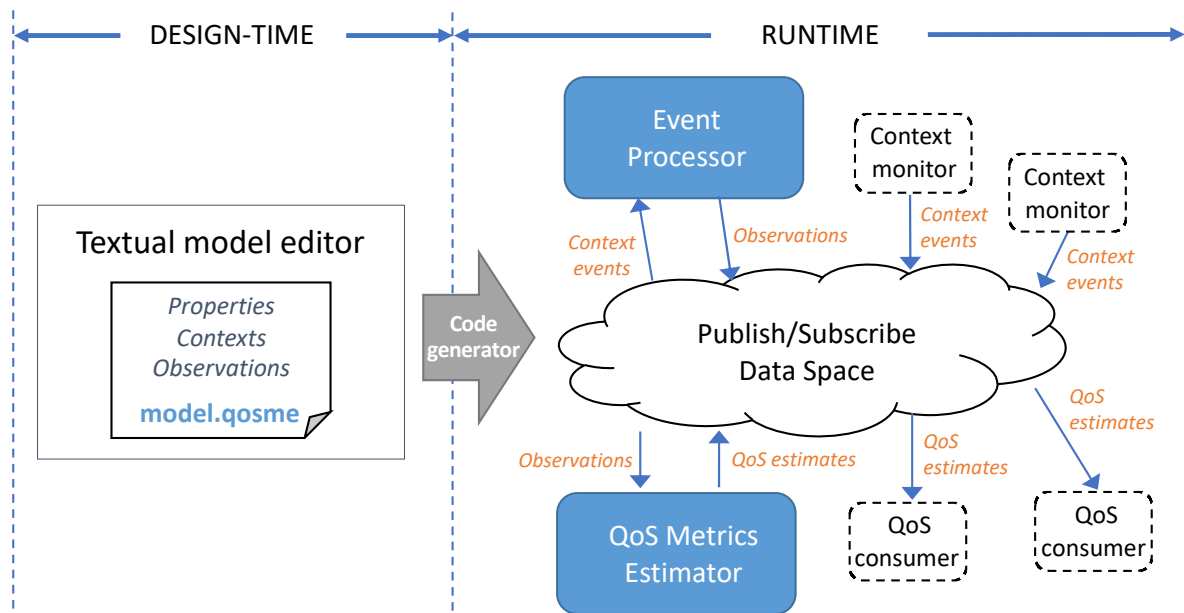 DESIGN-TIME
RUNTIME
Textual model editor
Properties
Contexts
Observations
model.qosme
Code
generator
Event
Processor
Context
monitor
Context
monitor
Context
events
Observations
Context
events
Context
events
Publish/Subscribe
Data Space
Observations
QoS estimates
QoS
estimates
QoS
estimates
QoS Metrics
Estimator
QoS
consumer
QoS
consumer